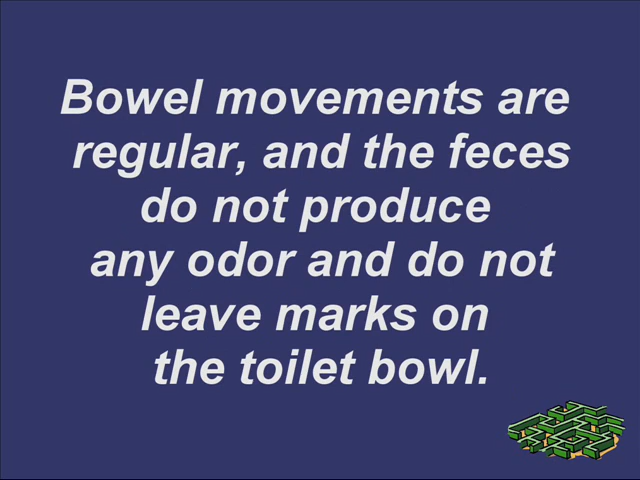 Bowel movements are
regular, and the feces
do not produce
any odor and do not
leave marks on
the toilet bowl.